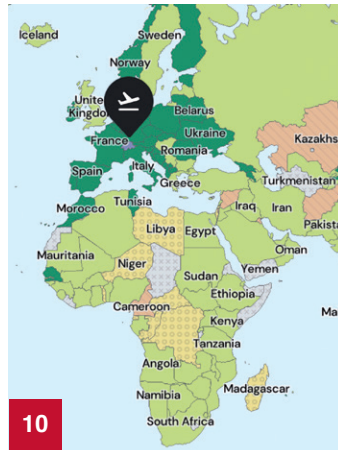 Iceland
Sweden
Norway
United
Kingdom
Belarus
France
Ukraine
Kazakhs
Romania
Italy
Spain
Greece
Turkmenistan
Morocco
Tunisia
Iraq
Iran
Pakista
Libya
Egypt
Oman
Mauritania
Niger
Yemen
Sudan
Cameroon
Ethiopia
Kenya
Ma
Tanzania
Angola
Madagascar
Namibia
South Africa
10